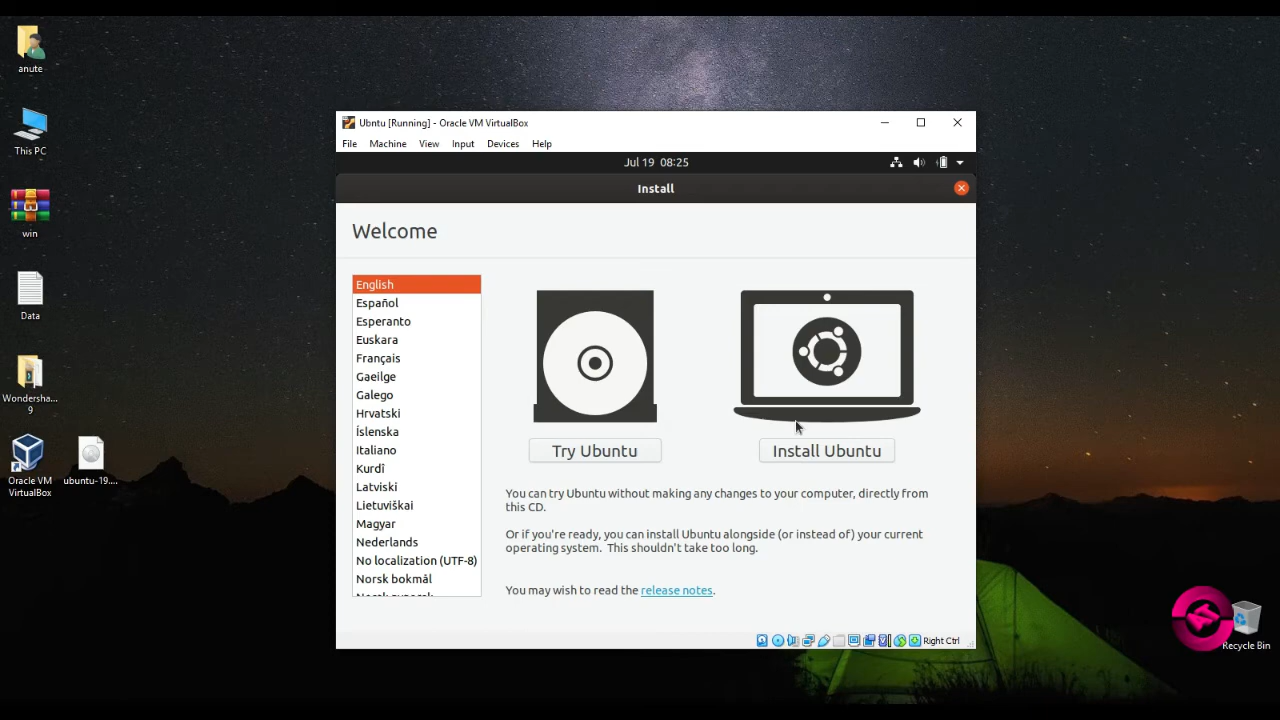 anute
This PC
win
Data
Wondersha...
9
Oracle VM
VirtualBox
ubuntu-19....
Ubntu [Running] - Oracle VM VirtualBox
File Machine View Input Devices Help
Jul 19 08:25
Install
Welcome
English
Español
Esperanto
Euskara
Français
Gaeilge
Galego
Hrvatski
Íslenska
Italiano
Kurdî
Latviski
Lietuviškai
Magyar
Nederlands
No localization (UTF-8)
Norsk bokmål
Try Ubuntu
Install Ubuntu
You can try Ubuntu without making any changes to your computer, directly from
this CD.
Or if you're ready, you can install Ubuntu alongside (or instead of) your current
operating system. This shouldn't take too long.
You may wish to read the release notes.
Right Ctrl
Recycle Bin